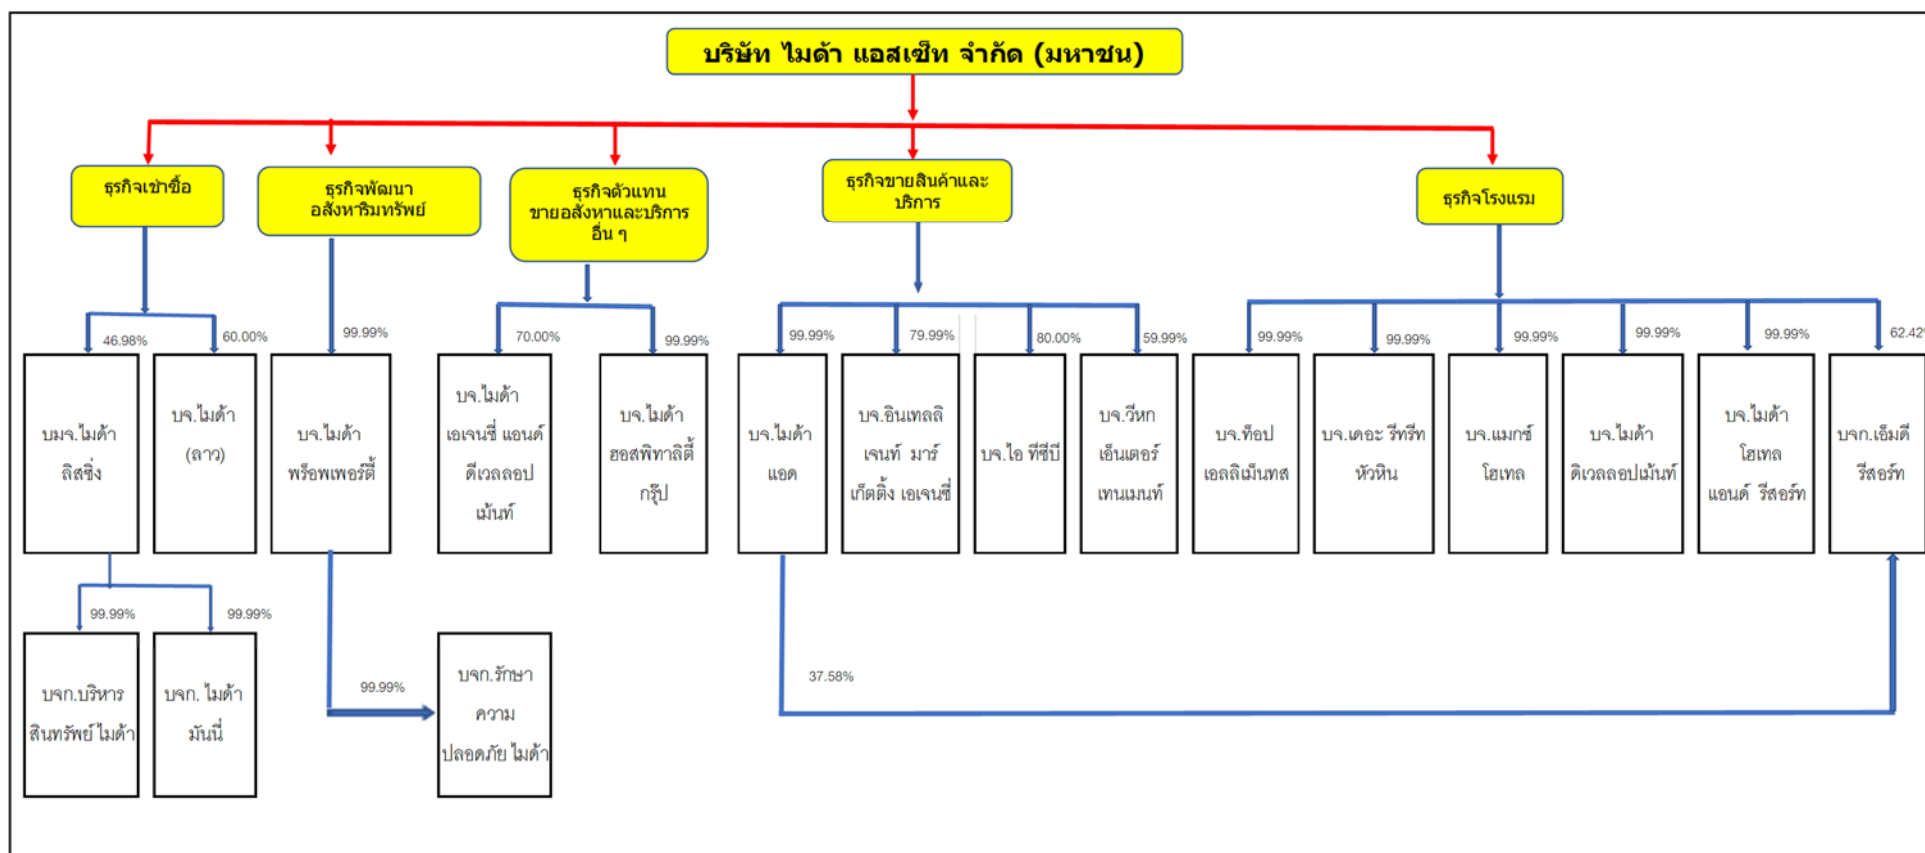 บริษัท ไมด้า แอสเซ็ท จำกัด (มหาชน)
ธุรกิจเช่าซื้อ
ธุรกิจพัฒนา
อสังหาริมทรัพย์
ธุรกิจตัวแทน
ขายอสังหาและบริการ
อื่น ๆ
ธุรกิจขายสินค้าและ
บริการ
ธุรกิจโรงแรม
46.98%
60.00%
99.99%
70.00%
99.99%
99.99%
79.99%
80.00%
59.99%
99.99%
99.99%
99.99%
99.99%
99.99%
62.42%
บมจ.ไมด้า
ลิสซิ่ง
บจ.ไมด้า
(ลาว)
บจ.ไมด้า
พร็อพเพอร์ตี้
บจ.ไมด้า
เอเจนซี่ แอนด์
ดีเวลลอป
เม้นท์
บจ.ไมด้า
ฮอสพิทาลิตี้
กรุ๊ป
บจ.ไมด้า
แอด
บจ.อินเทลลิ
เจนท์ มาร์
เก็ตติ้ง เอเจนซี่
บจ.ไอ ทีซีบี
บจ.วีหก
เอ็นเตอร์
เทนเมนท์
บจ.ท็อป
เอลลิเม็นทส
บจ.เดอะ รีทรีท
หัวหิน
บจ.แมกซ์
โฮเทล
บจ.ไมด้า
ดิเวลลอปเม้นท์
บจ.ไมด้า
โฮเทล
แอนด์ รีสอร์ท
บจก.เอ็มดี
รีสอร์ท
99.99%
99.99%
99.99%
37.58%
บจก.บริหาร
สินทรัพย์ ไมด้า
บจก. ไมด้า
มันนี่
บจก.รักษา
ความ
ปลอดภัย ไมด้า